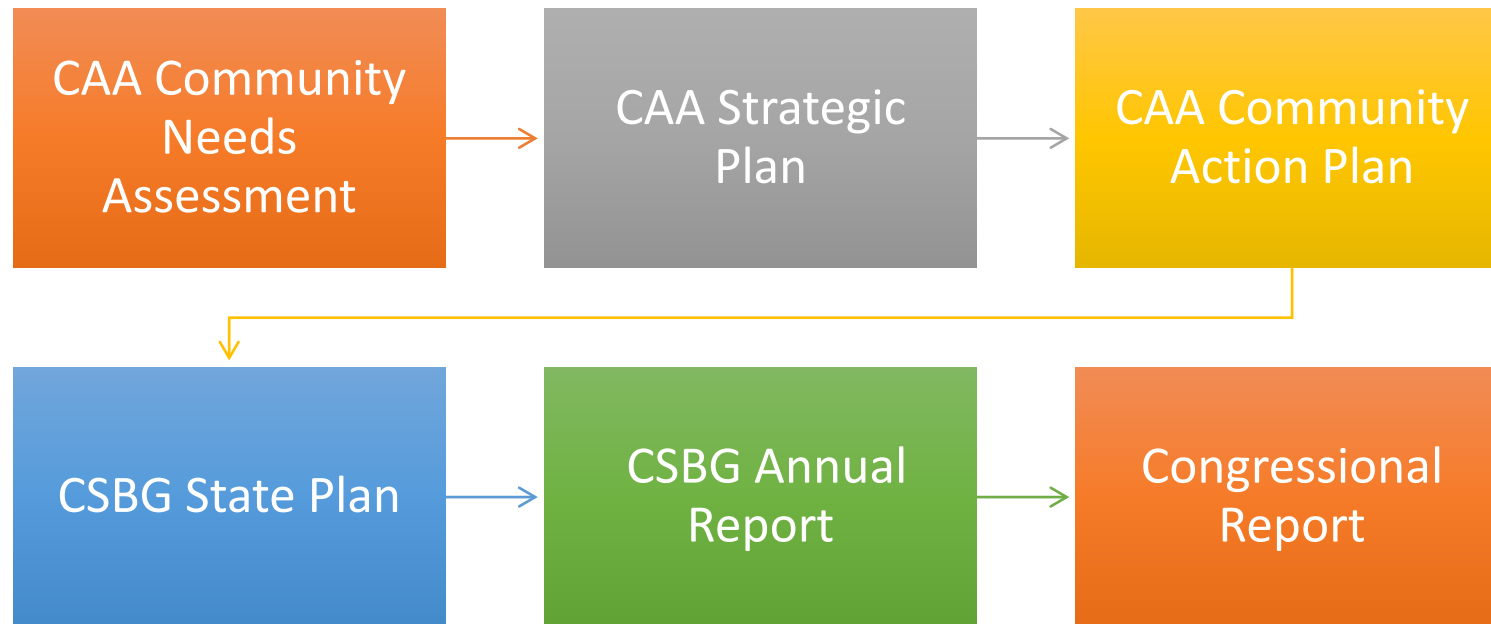 CAA Community
Needs
Assessment
CAA Strategic
Plan
CAA Community
Action Plan
CSBG State Plan
CSBG Annual
Report
Congressional
Report